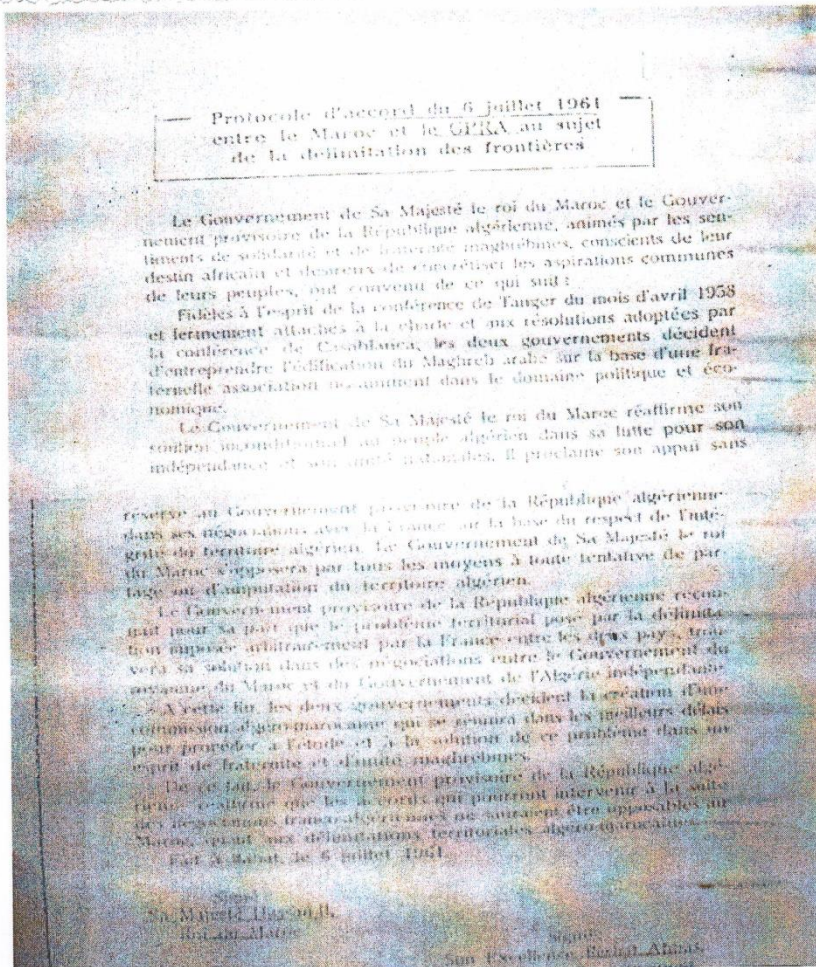 Protocole d'accord du 6 juillet 1961
entre le Maroc et le GPRA au sujet
de la délimitation des frontières
Le Gouvernement de Sa Majesté le roi du Maroc et le Gouver-
nement provisoire de la République algérienne, animés par les sen-
timents de solidarité et de fraternité maghrébines, conscients de leur
destin africain et désireux de concrétiser les aspirations communes
de leurs peuples, ont convenu de ce qui suit :
Fidèles à l'esprit de la conférence de Tanger du mois d'avril 1958
et fermement attachés à la charte et aux résolutions adoptées par
la conférence de Casablanca, les deux gouvernements décident
d'entreprendre l'édification du Maghreb arabe sur la base d'une fra-
ternelle association notamment dans le domaine politique et éco-
nomique.
Le Gouvernement de Sa Majesté le roi du Maroc réaffirme son
soutien inconditionnel au peuple algérien dans sa lutte pour son
indépendance et son unité nationales. Il proclame son appui sans
réserve au Gouvernement provisoire de la République algérienne
dans ses négociations avec la France sur la base du respect de l'inté-
grité du territoire algérien. Le Gouvernement de Sa Majesté le roi
du Maroc s'opposera par tous les moyens à toute tentative de par-
tage ou d'amputation du territoire algérien.
Le Gouvernement provisoire de la République algérienne recon-
naît pour sa part que le problème territorial posé par la délimita-
tion imposée arbitrairement par la France entre les deux pays, trou-
vera sa solution dans des négociations entre le Gouvernement du
royaume du Maroc et du Gouvernement de l'Algérie indépendante.
A cette fin, les deux gouvernements décident la création d'une
commission algéro-marocaine qui se réunira dans les meilleurs délais
pour procéder à l'étude et à la solution de ce problème dans un
esprit de fraternité et d'unité maghrébines.
De ce fait, le Gouvernement provisoire de la République algé-
rienne réaffirme que les accords qui pourront intervenir à la suite
des négociations franco-algériennes ne sauraient être opposables au
Maroc, quant aux délimitations territoriales algéro-marocaines.
Fait à Rabat, le 6 juillet 1961.
Signé
Sa Majesté Hassan II,
Roi du Maroc
Signé
Son Excellence Ferhat Abbas,